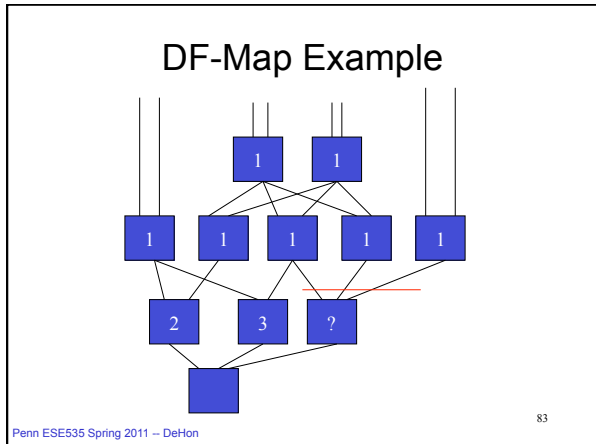 DF-Map Example
1 1
1 1 1 1 1
2 3 ?
83
Penn ESE535 Spring 2011 -- DeHon